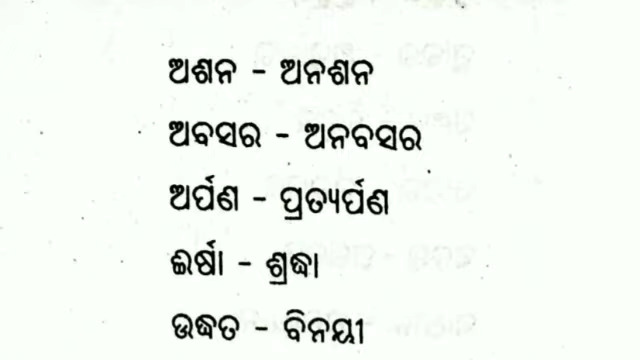 ଅଶନ - ଅନଶନ
ଅବସର - ଅନବସର
ଅର୍ପଣ - ପ୍ରତ୍ୟର୍ପଣ
ଈର୍ଷା - ଶ୍ରଦ୍ଧା
ଉଦ୍ଧତ - ବିନୟୀ